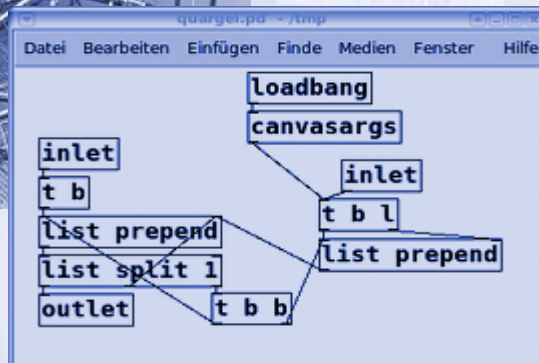 quargel.pd - /tmp
Datei Bearbeiten Einfügen Finde Medien Fenster Hilfe
loadbang
canvasargs
inlet
inlet
t b
t b l
list prepend
list prepend
list split 1
outlet
t b b